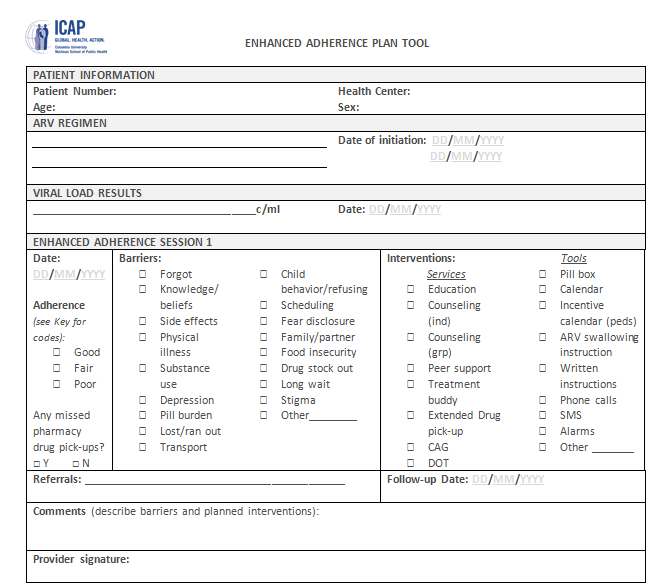 ICAP
GLOBAL. HEALTH. ACTION.
Columbia University
Mailman School of Public Health
ENHANCED ADHERENCE PLAN TOOL
PATIENT INFORMATION
Patient Number: Health Center:
Age: Sex:
ARV REGIMEN
Date of initiation: DD/MM/YYYY
DD/MM/YYYY
VIRAL LOAD RESULTS
c/ml Date: DD/MM/YYYY
ENHANCED ADHERENCE SESSION 1
Date:
DD/MM/YYYY
Adherence
(see Key for
codes):
Good
Fair
Poor
Any missed
pharmacy
drug pick-ups?
Y N
Barriers:
Forgot
Knowledge/
beliefs
Side effects
Physical
illness
Substance
use
Depression
Pill burden
Lost/ran out
Transport
Child
behavior/refusing
Scheduling
Fear disclosure
Family/partner
Food insecurity
Drug stock out
Long wait
Stigma
Other________
Interventions:
Services
Education
Counseling
(ind)
Counseling
(grp)
Peer support
Treatment
buddy
Extended Drug
pick-up
CAG
DOT
Tools
Pill box
Calendar
Incentive
calendar (peds)
ARV swallowing
instruction
Written
instructions
Phone calls
SMS
Alarms
Other _______
Referrals: Follow-up Date: DD/MM/YYYY
Comments (describe barriers and planned interventions):
Provider signature: